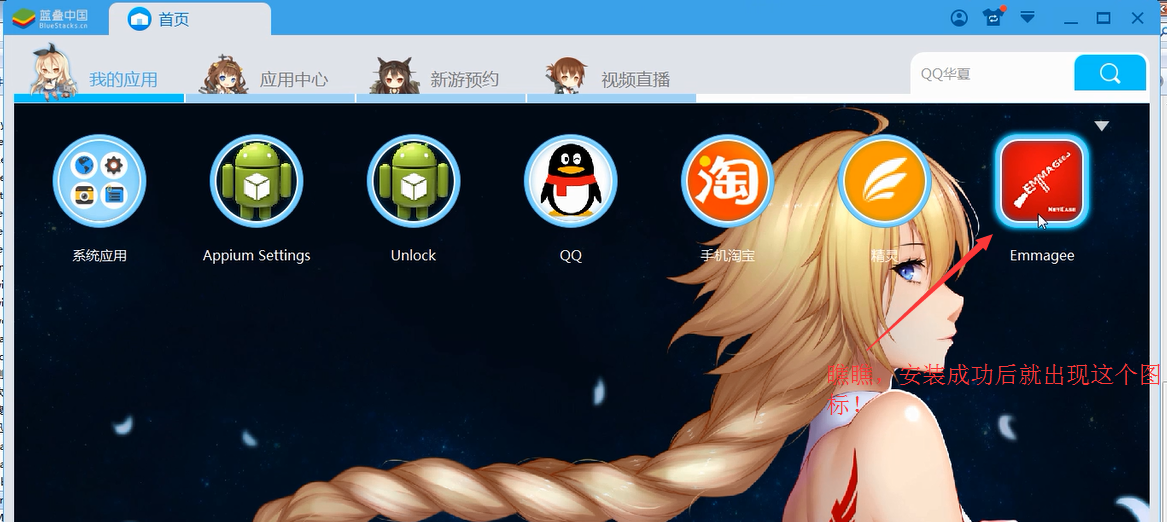 蓝叠中国
BlueStacks.cn
首页
我的应用
应用中心
新游预约
视频直播
QQ华夏
淘
EMMAGEE
NETEASE
系统应用
Appium Settings
Unlock
QQ
手机淘宝
精灵
Emmagee
瞧瞧，安装成功后就出现这个图
标！